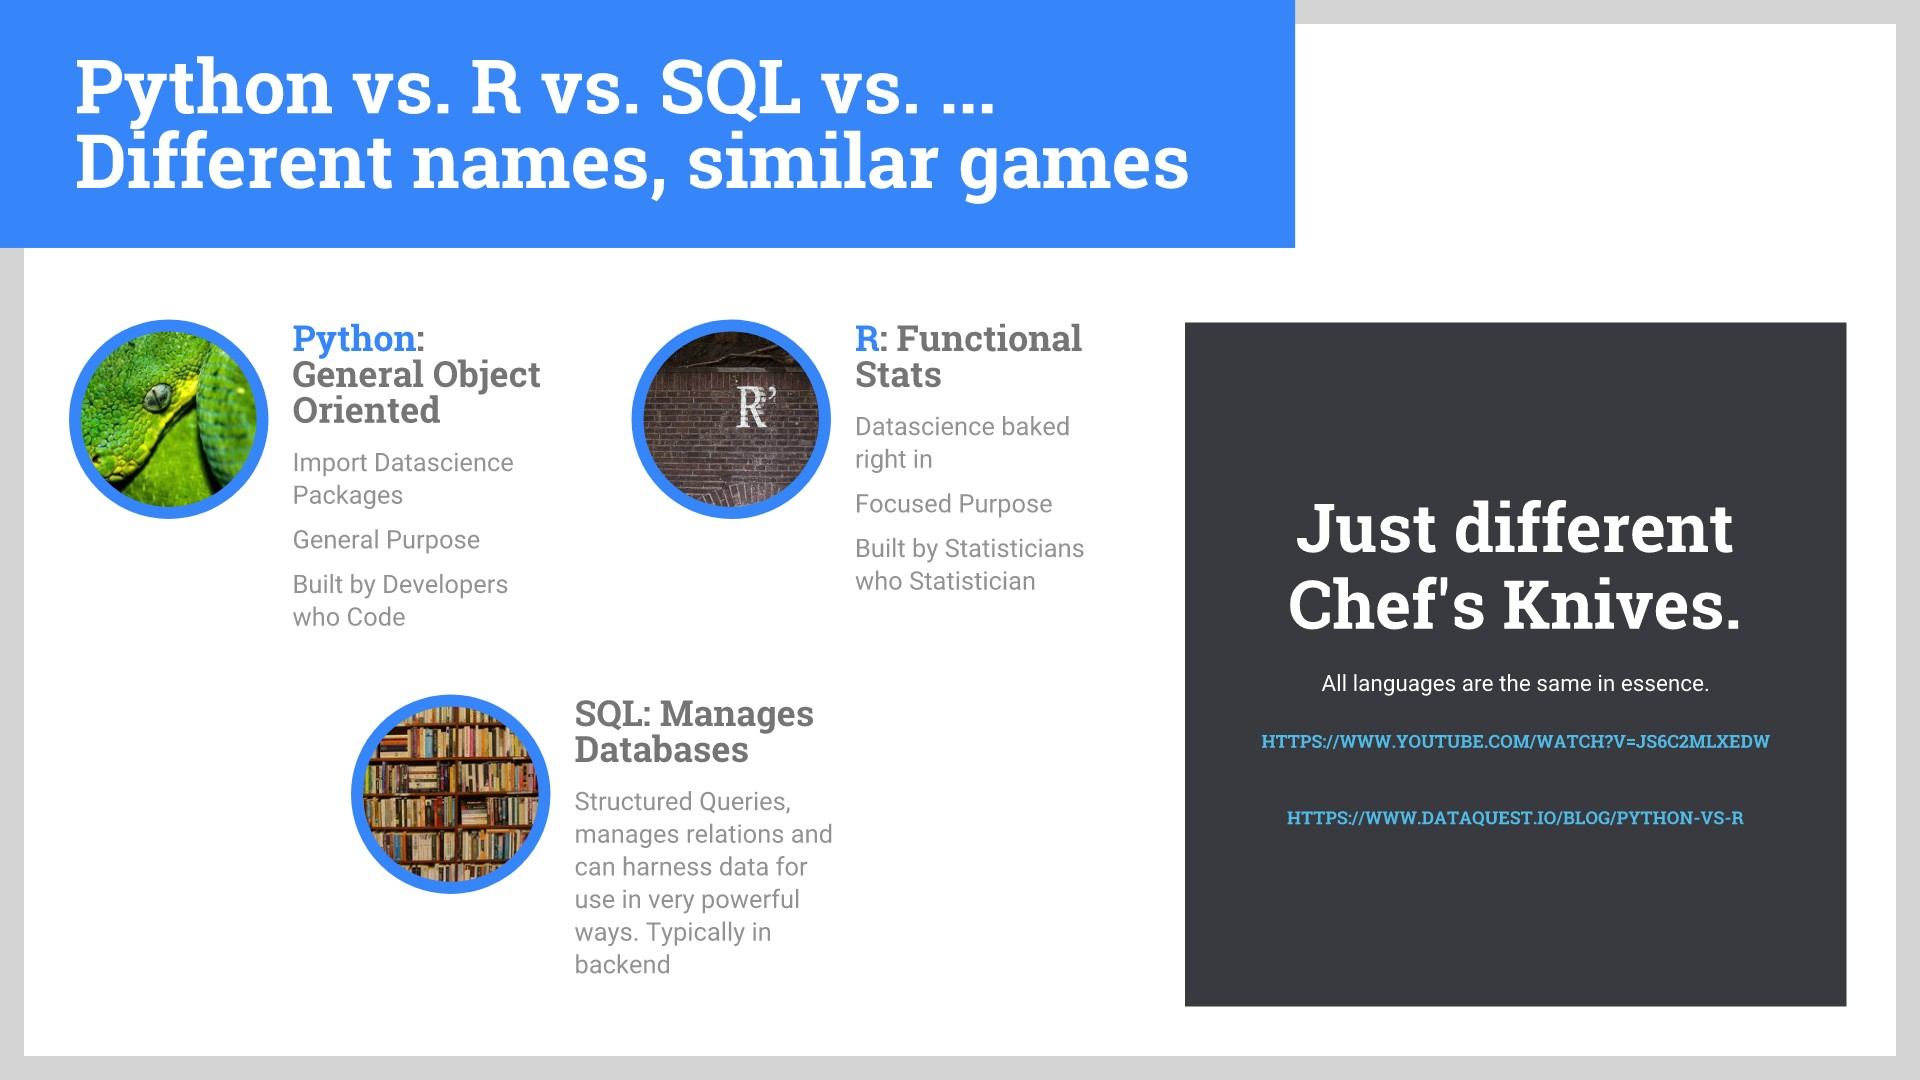 Python vs. R vs. SQL vs. ...
Different names, similar games
Python:
General Object
Oriented
Import Datascience
Packages
General Purpose
Built by Developers
who Code
R: Functional
Stats
Datascience baked
right in
Focused Purpose
Built by Statisticians
who Statistician
R’
SQL: Manages
Databases
Structured Queries,
manages relations and
can harness data for
use in very powerful
ways. Typically in
backend
Just different
Chef's Knives.
All languages are the same in essence.
HTTPS://WWW.YOUTUBE.COM/WATCH?V=JS6C2MLXEDW
HTTPS://WWW.DATAQUEST.IO/BLOG/PYTHON-VS-R